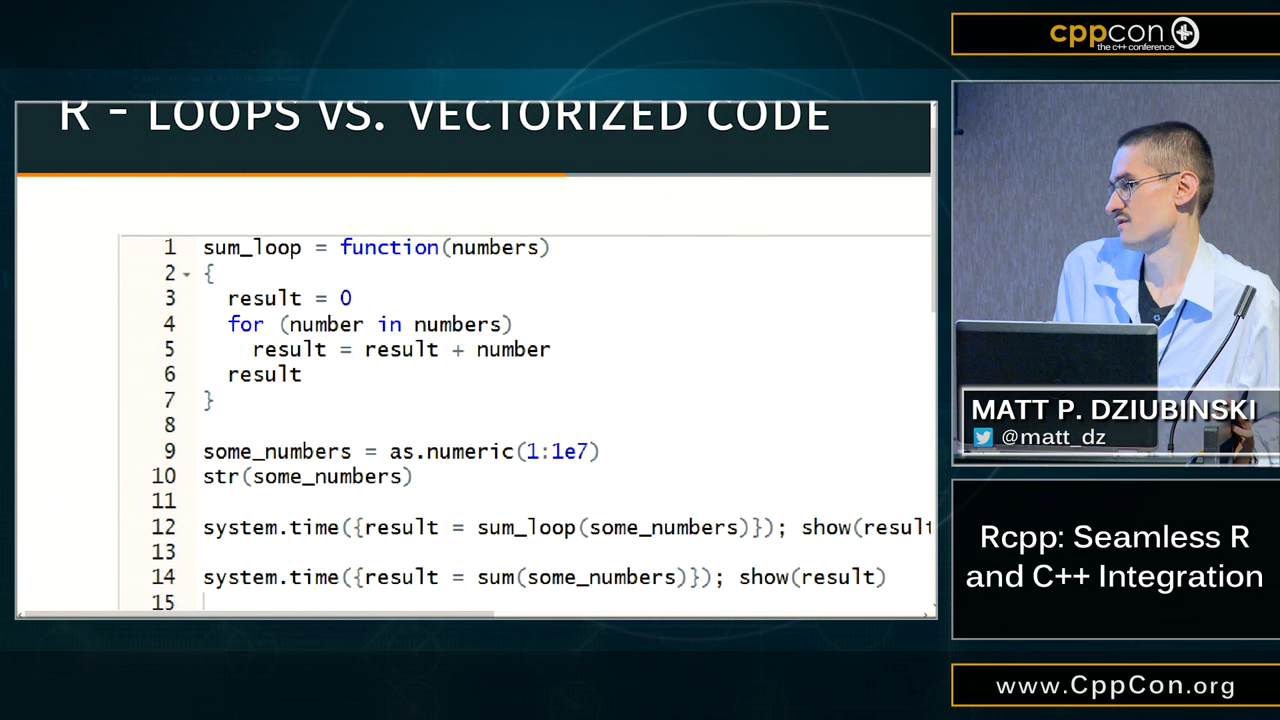 R - LOOPS VS. VECTORIZED CODE
1 sum_loop = function(numbers)
2 {
3 result = 0
4 for (number in numbers)
5 result = result + number
6 result
7 }
8
9 some_numbers = as.numeric(1:1e7)
10 str(some_numbers)
11
12 system.time({result = sum_loop(some_numbers)}); show(result
13
14 system.time({result = sum(some_numbers)}); show(result)
15
cppcon
the c++ conference
MATT P. DZIUBINSKI
@matt_dz
Rcpp: Seamless R
and C++ Integration
www.CppCon.org